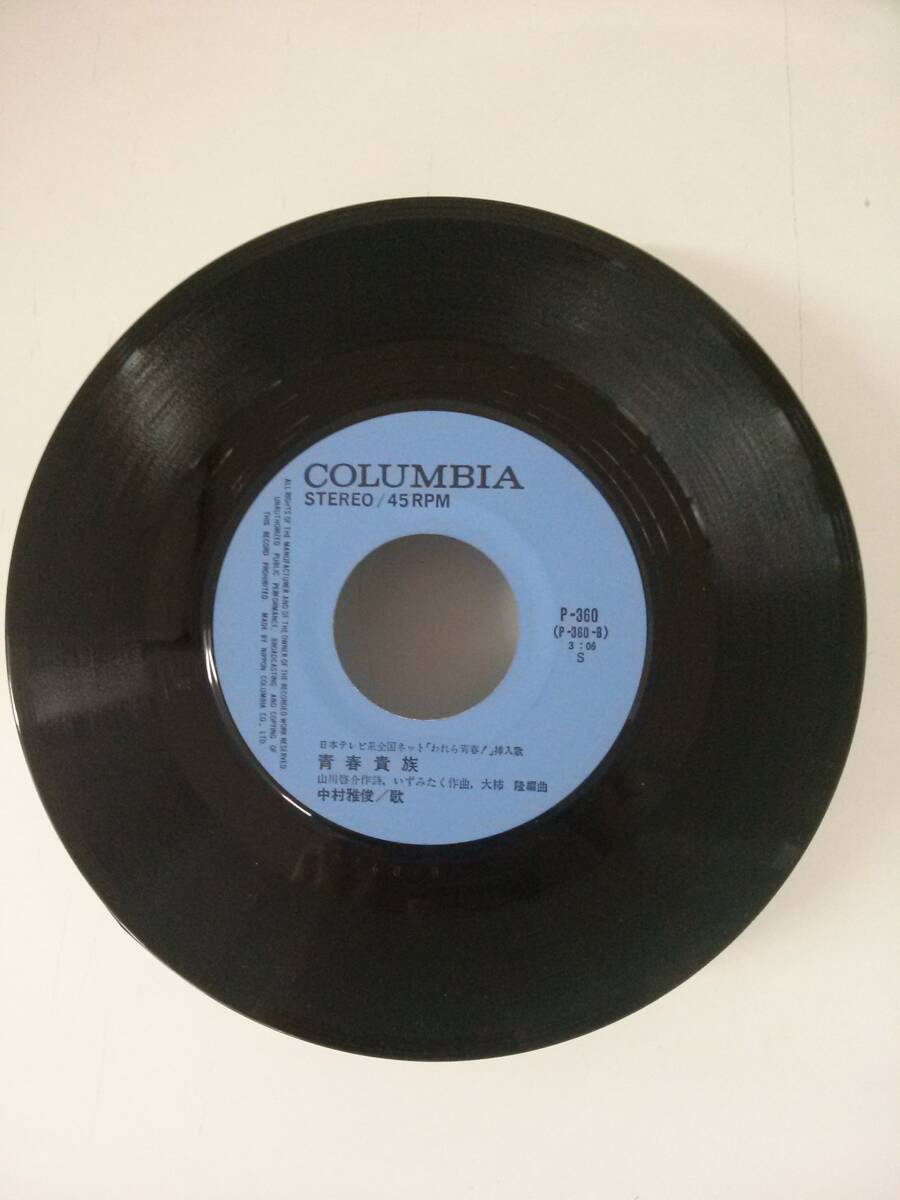 COLUMBIA
STEREO/45RPM
P-360
(P-360-B)
3:06
S
日本テレビ系全国ネット「われら青春!」挿入歌
青春貴族
山川啓介作詩, いずみたく作曲, 大柿 隆編曲
中村雅俊/歌
ALL RIGHTS OF THE MANUFACTURER AND OF THE OWNER OF THE RECORDED WORK RESERVED
UNAUTHORIZED PUBLIC PERFORMANCE, BROADCASTING AND COPYING OF
THIS RECORD PROHIBITED MADE BY NIPPON COLUMBIA CO., LTD.